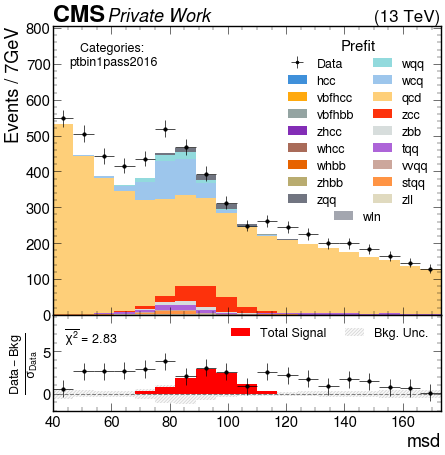 CMS Private Work (13 TeV)
Events / 7GeV
Categories:
ptbin1pass2016
Prefit
Data
hcc
vbfhcc
vbfhbb
zhcc
whcc
whbb
zhbb
zqq
wqq
wcq
qcd
zcc
zbb
tqq
vvqq
stqq
zll
wln
800
700
600
500
400
300
200
100
0
Data−Bkg
σData
χ² = 2.83
Total Signal
Bkg. Unc.
5
0
40 60 80 100 120 140 160
msd